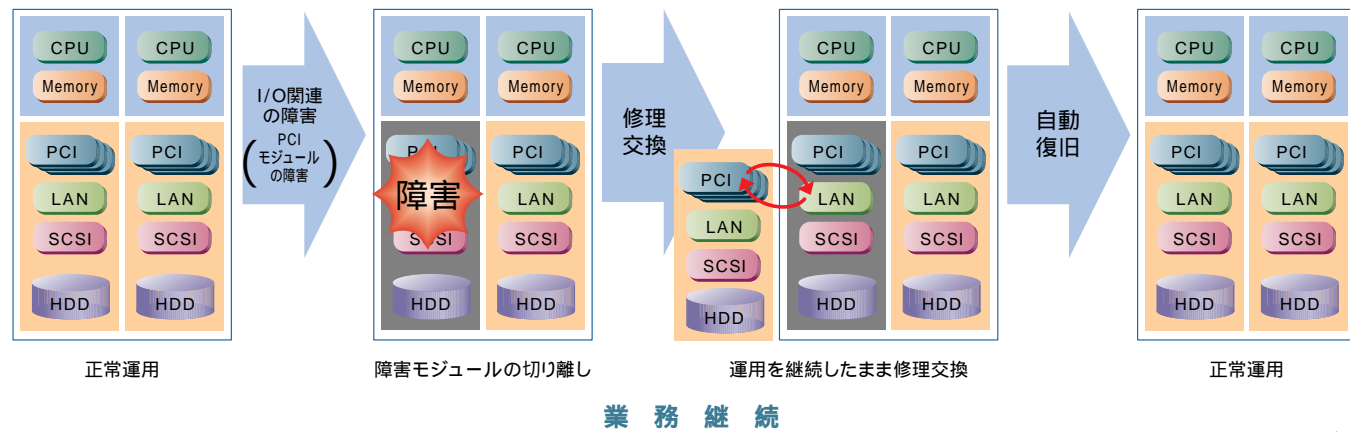 CPU CPU
Memory Memory
PCI PCI
LAN LAN
SCSI SCSI
HDD HDD
正常運用
I/O関連
の障害
(PCI
モジュール
の障害)
CPU CPU
Memory Memory
PCI PCI
障害
LAN
SCSI SCSI
HDD HDD
障害モジュールの切り離し
修理
交換
PCI
LAN
SCSI
HDD
CPU CPU
Memory Memory
PCI PCI
LAN LAN
SCSI SCSI
HDD HDD
運用を継続したまま修理交換
自動
復旧
CPU CPU
Memory Memory
PCI PCI
LAN LAN
SCSI SCSI
HDD HDD
正常運用
業務継続